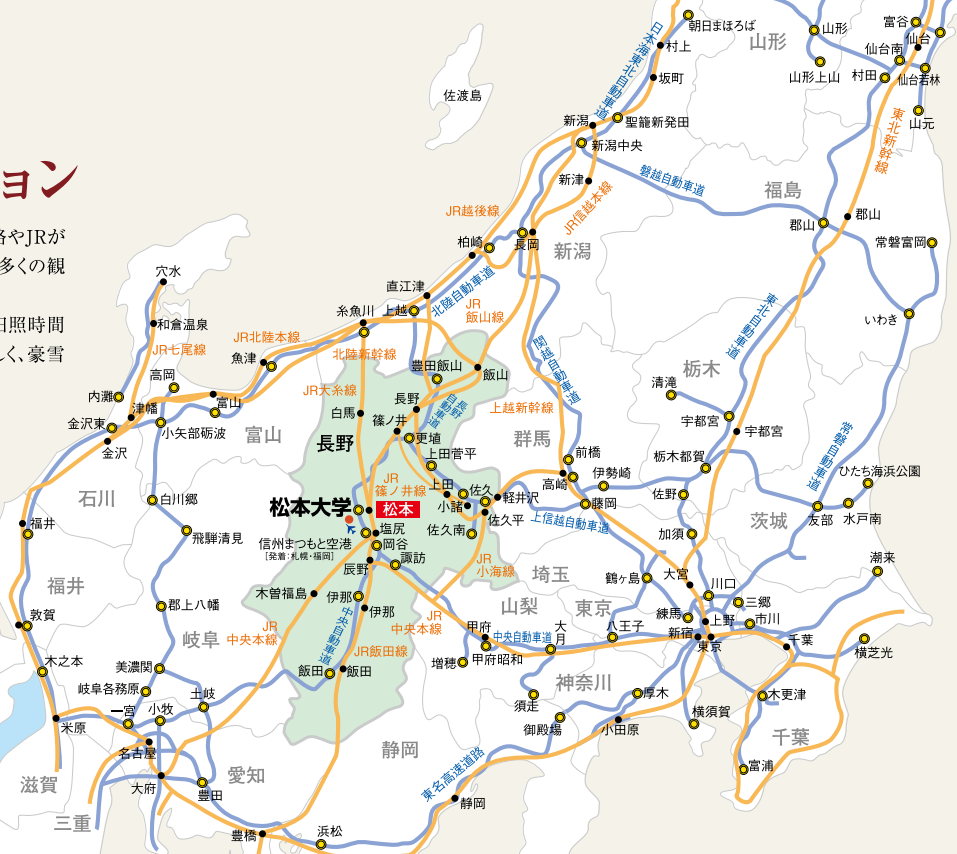 ョン
路やJRが
多くの観
日照時間
しく、豪雪
日本海東北自動車道
朝日まほろば
村上
坂町
山形
山形
山形上山
富谷
仙台
仙台南
村田
仙台若林
山元
東北新幹線
佐渡島
新潟
聖籠新発田
新潟中央
新津
磐越自動車道
福島
郡山
郡山
常磐富岡
いわき
JR越後線
JR信越本線
柏崎
長岡
新潟
穴水
和倉温泉
JR七尾線
直江津
糸魚川
上越
北陸自動車道
JR
飯山線
JR北陸本線
北陸新幹線
魚津
高岡
内灘
津幡
富山
金沢東
金沢
小矢部砺波
富山
JR大糸線
豊田飯山
飯山
関越自動車道
東北自動車道
栃木
清滝
白馬
長野
長野自動車道
上越新幹線
篠ノ井
更埴
長野
群馬
宇都宮
宇都宮
常磐自動車道
上田菅平
前橋
栃木都賀
ひたち海浜公園
石川
白川郷
JR
篠ノ井線
上田
佐久
軽井沢
高崎
伊勢崎
佐野
藤岡
小諸
佐久平
上信越自動車道
茨城
友部
水戸南
松本大学
松本
福井
飛騨清見
塩尻
信州まつもと空港
[発着：札幌・福岡]
岡谷
佐久南
加須
諏訪
辰野
JR
小海線
埼玉
鶴ヶ島
大宮
川口
潮来
福井
敦賀
郡上八幡
木曽福島
伊那
伊那
山梨
東京
練馬
上野
三郷
市川
岐阜
JR
中央本線
中央自動車道
JR
中央本線
甲府
中央自動車道
大月
八王子
新宿
東京
千葉
横芝光
JR飯田線
木之本
美濃関
岐阜各務原
飯田
飯田
増穂
甲府昭和
神奈川
土岐
一宮
小牧
須走
厚木
木更津
横須賀
米原
名古屋
御殿場
小田原
千葉
静岡
滋賀
愛知
東名高速道路
富浦
大府
豊田
静岡
三重
豊橋
浜松